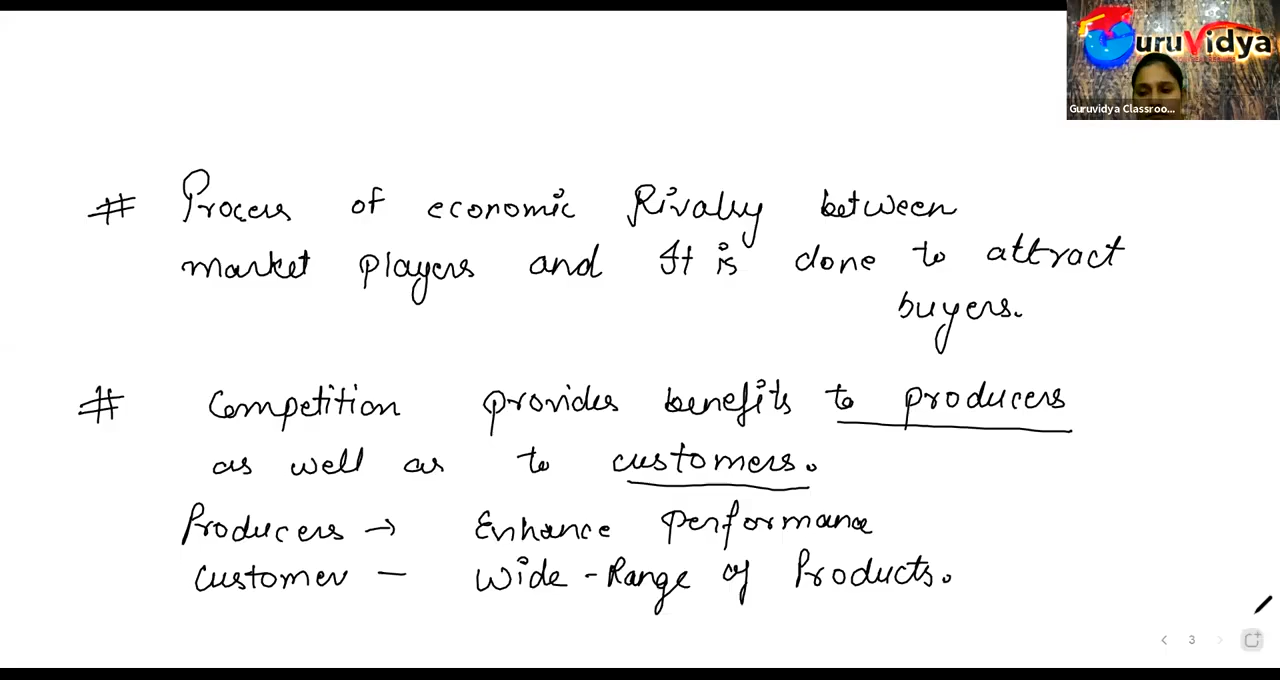 GuruVidya
Guruvidya Classroo...
# Process of economic Rivalry between
market players and It is done to attract
buyers.
# Competition provides benefits to producers
as well as to customers.
Producers → Enhance Performance
Customer — Wide-Range of Products.
3